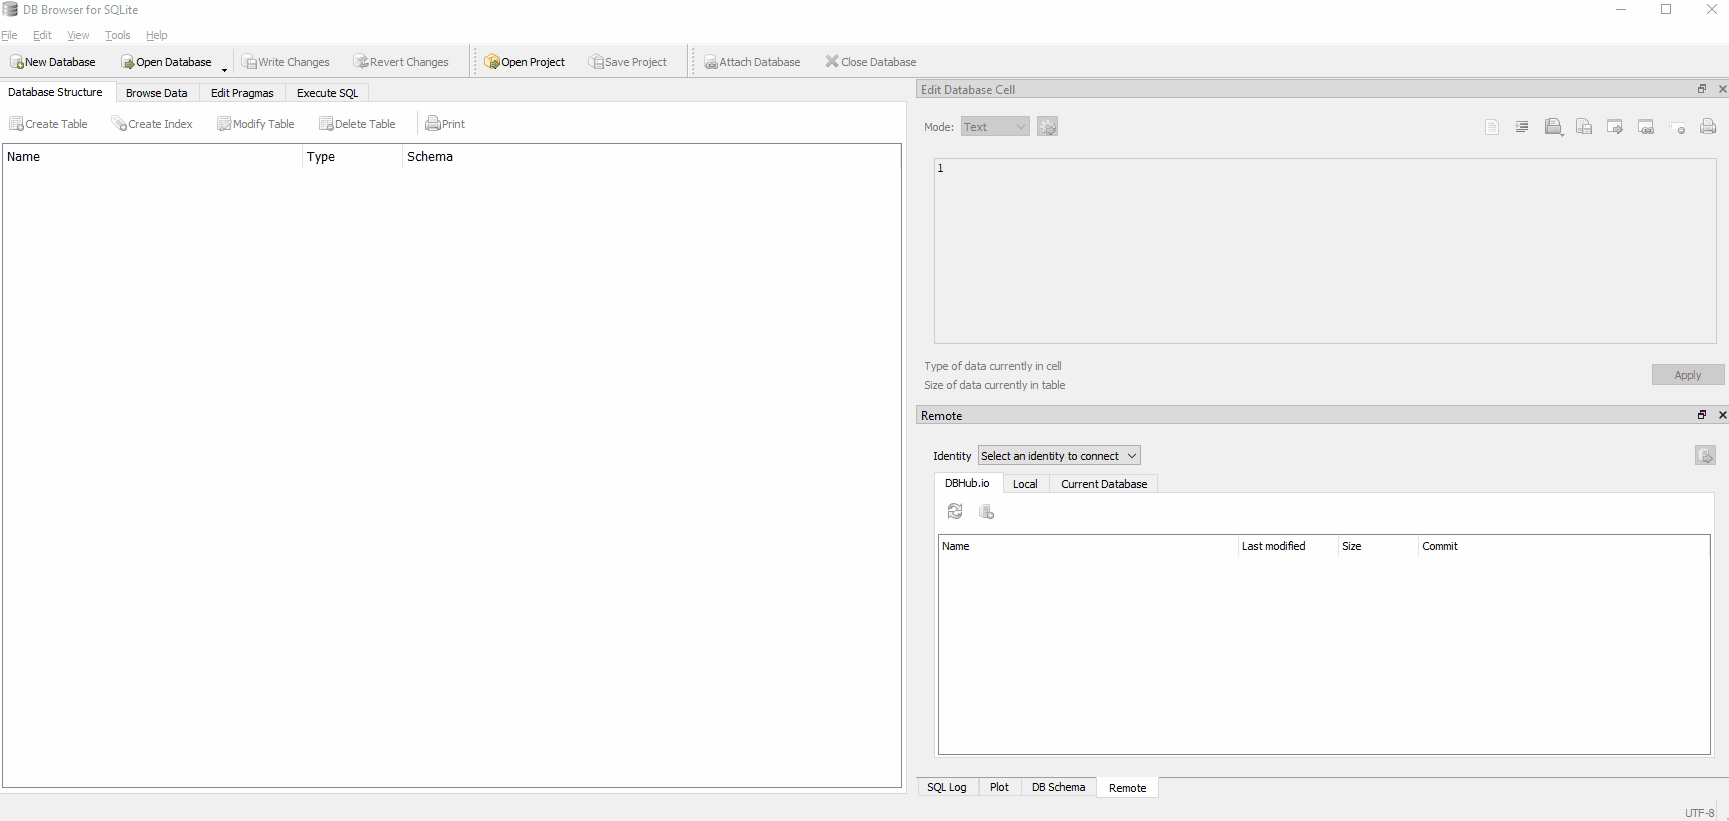 DB Browser for SQLite
File Edit View Tools Help
New Database Open Database Write Changes Revert Changes Open Project Save Project Attach Database Close Database
Database Structure Browse Data Edit Pragmas Execute SQL
Create Table Create Index Modify Table Delete Table Print
Name Type Schema
Edit Database Cell
Mode: Text
1
Type of data currently in cell
Size of data currently in table
Apply
Remote
Identity Select an identity to connect
DBHub.io Local Current Database
Name Last modified Size Commit
SQL Log Plot DB Schema Remote
UTF-8